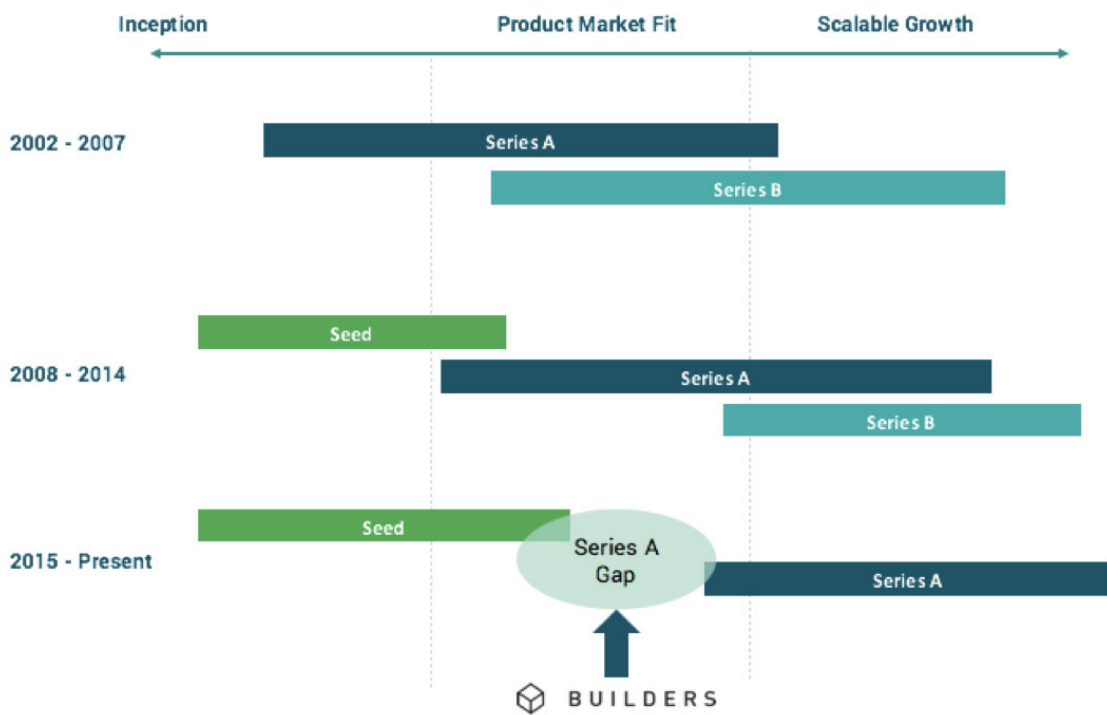 Inception
Product Market Fit
Scalable Growth
2002 - 2007
Series A
Series B
Seed
2008 - 2014
Series A
Series B
Seed
2015 - Present
Series A
Gap
Series A
BUILDERS